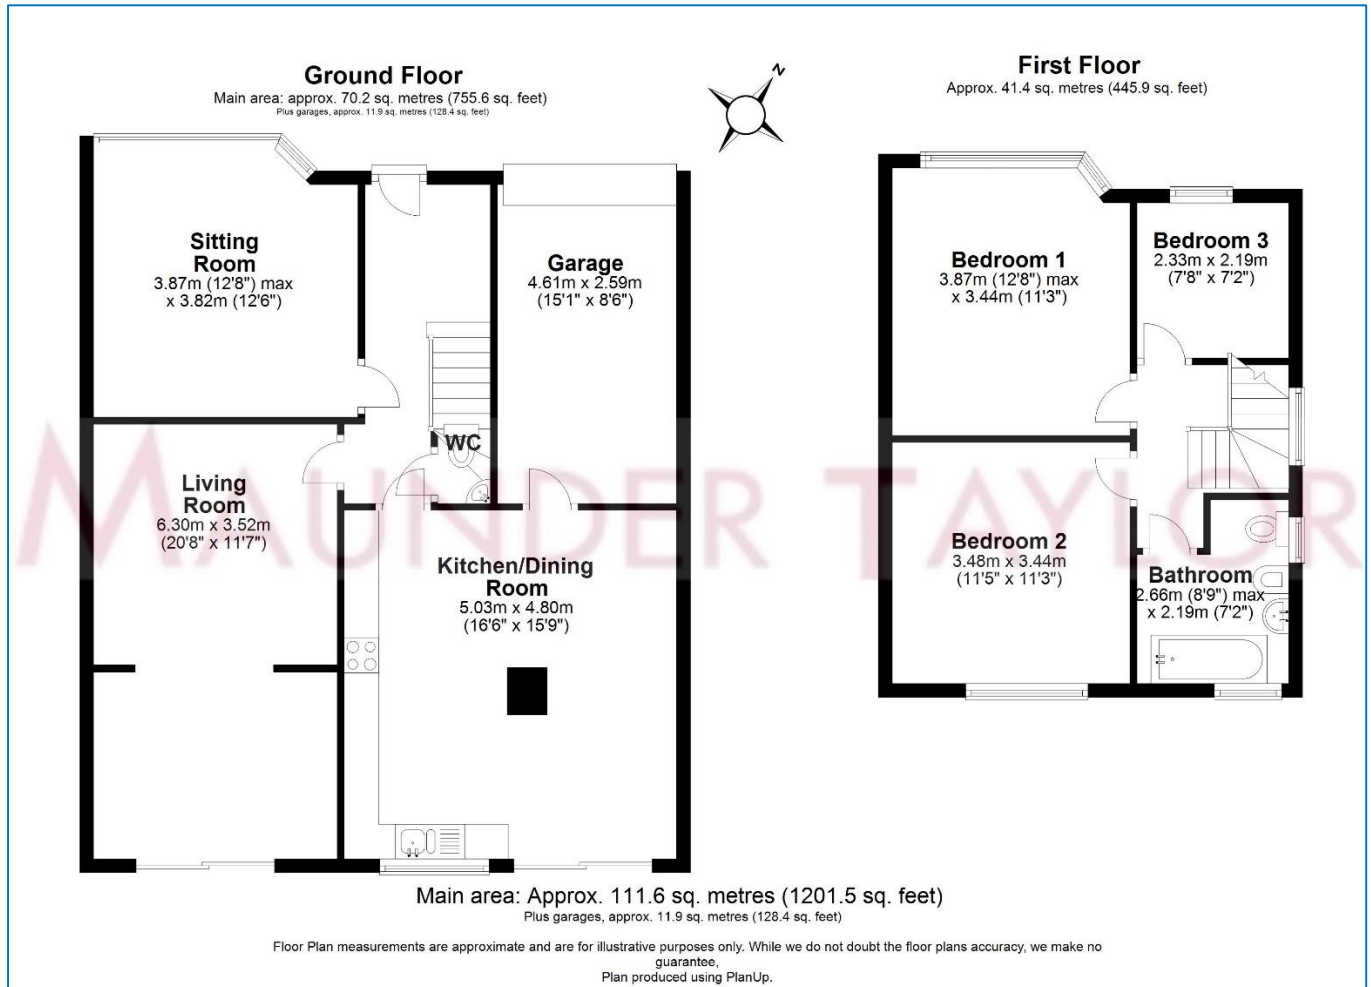 Ground Floor
Main area: approx. 70.2 sq. metres (755.6 sq. feet)
Plus garages, approx. 11.9 sq. metres (128.4 sq. feet)
N
First Floor
Approx. 41.4 sq. metres (445.9 sq. feet)
Sitting
Room
3.87m (12'8") max
x 3.82m (12'6")
Garage
4.61m x 2.59m
(15'1" x 8'6")
Bedroom 1
3.87m (12'8") max
x 3.44m (11'3")
Bedroom 3
2.33m x 2.19m
(7'8" x 7'2")
WC
MAUNDER TAYLOR
Living
Room
6.30m x 3.52m
(20'8" x 11'7")
Kitchen/Dining
Room
5.03m x 4.80m
(16'6" x 15'9")
Bedroom 2
3.48m x 3.44m
(11'5" x 11'3")
Bathroom
2.66m (8'9") max
x 2.19m (7'2")
Main area: Approx. 111.6 sq. metres (1201.5 sq. feet)
Plus garages, approx. 11.9 sq. metres (128.4 sq. feet)
Floor Plan measurements are approximate and are for illustrative purposes only. While we do not doubt the floor plans accuracy, we make no
guarantee,
Plan produced using PlanUp.